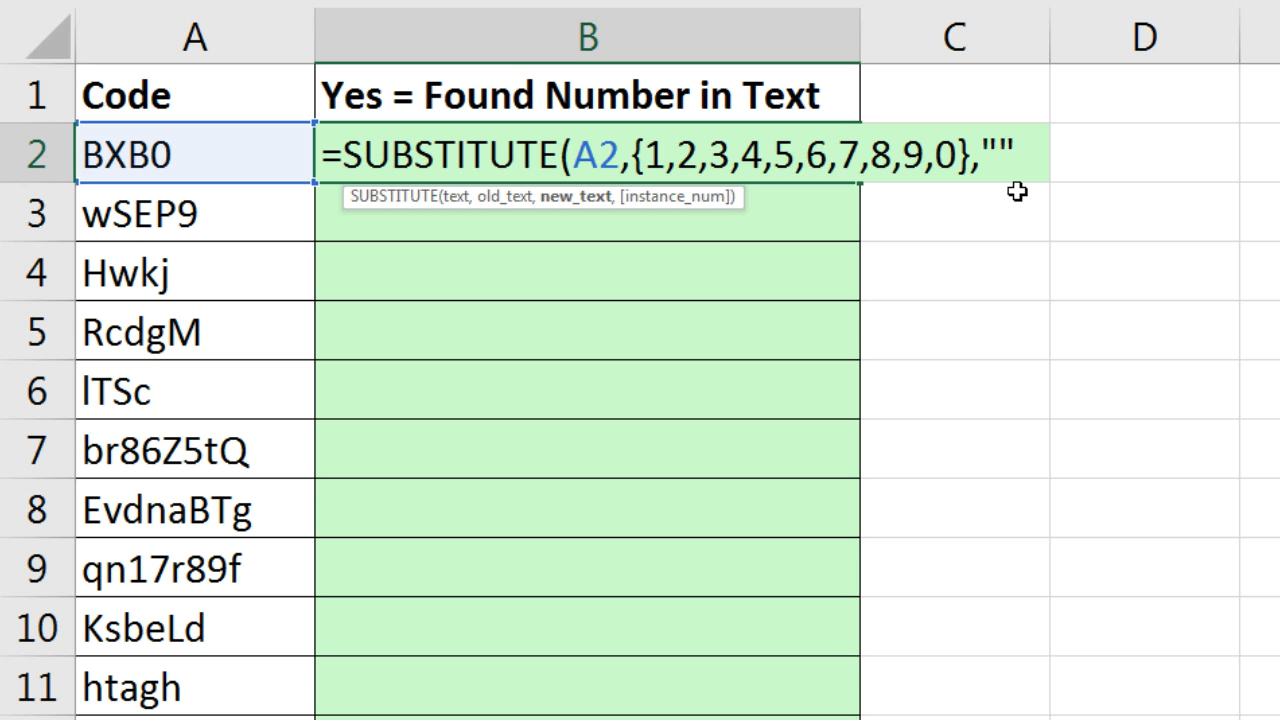 A B C D
1 Code Yes = Found Number in Text
2 BXB0 =SUBSTITUTE(A2,{1,2,3,4,5,6,7,8,9,0},""
SUBSTITUTE(text, old_text, new_text, [instance_num])
3 wSEP9
4 Hwkj
5 RcdgM
6 lTSc
7 br86Z5tQ
8 EvdnaBTg
9 qn17r89f
10 KsbeLd
11 htagh